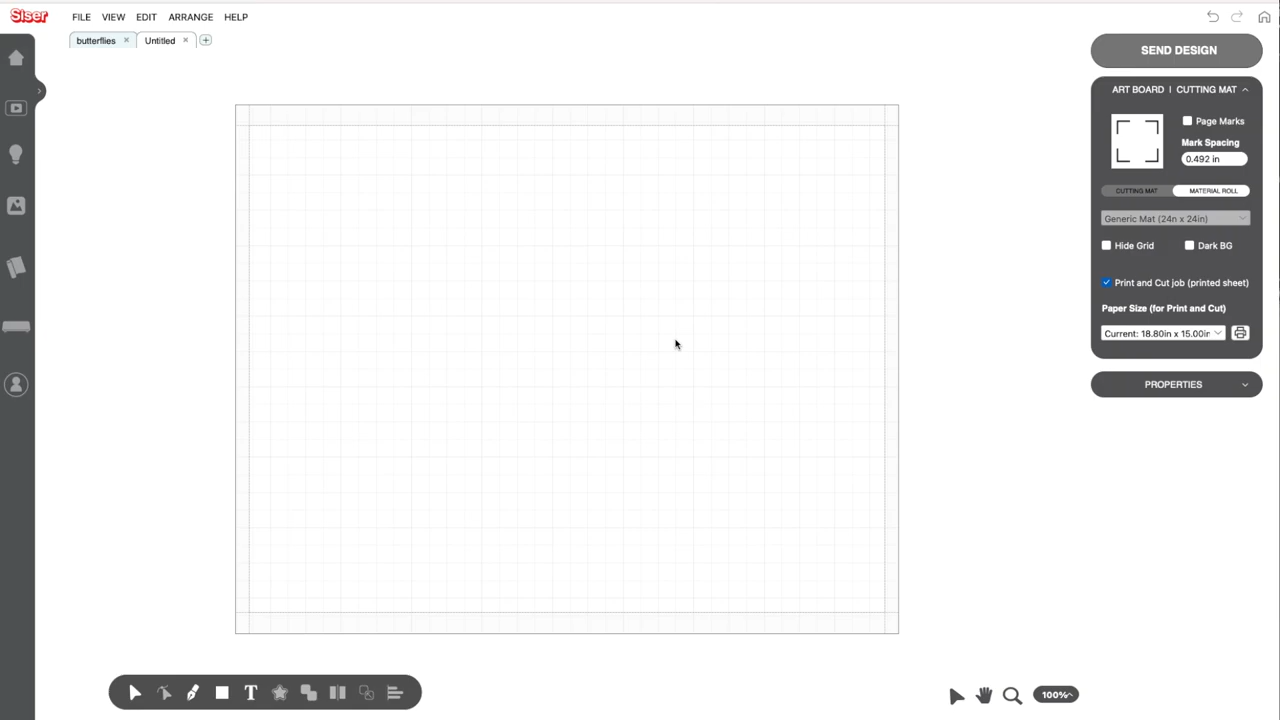 Siser
FILE VIEW EDIT ARRANGE HELP
butterflies × Untitled × +
SEND DESIGN
ART BOARD | CUTTING MAT
Page Marks
Mark Spacing
0.492 in
CUTTING MAT MATERIAL ROLL
Generic Mat (24n x 24in)
Hide Grid Dark BG
Print and Cut job (printed sheet)
Paper Size (for Print and Cut)
Current: 18.80in x 15.00in
PROPERTIES
T
100%